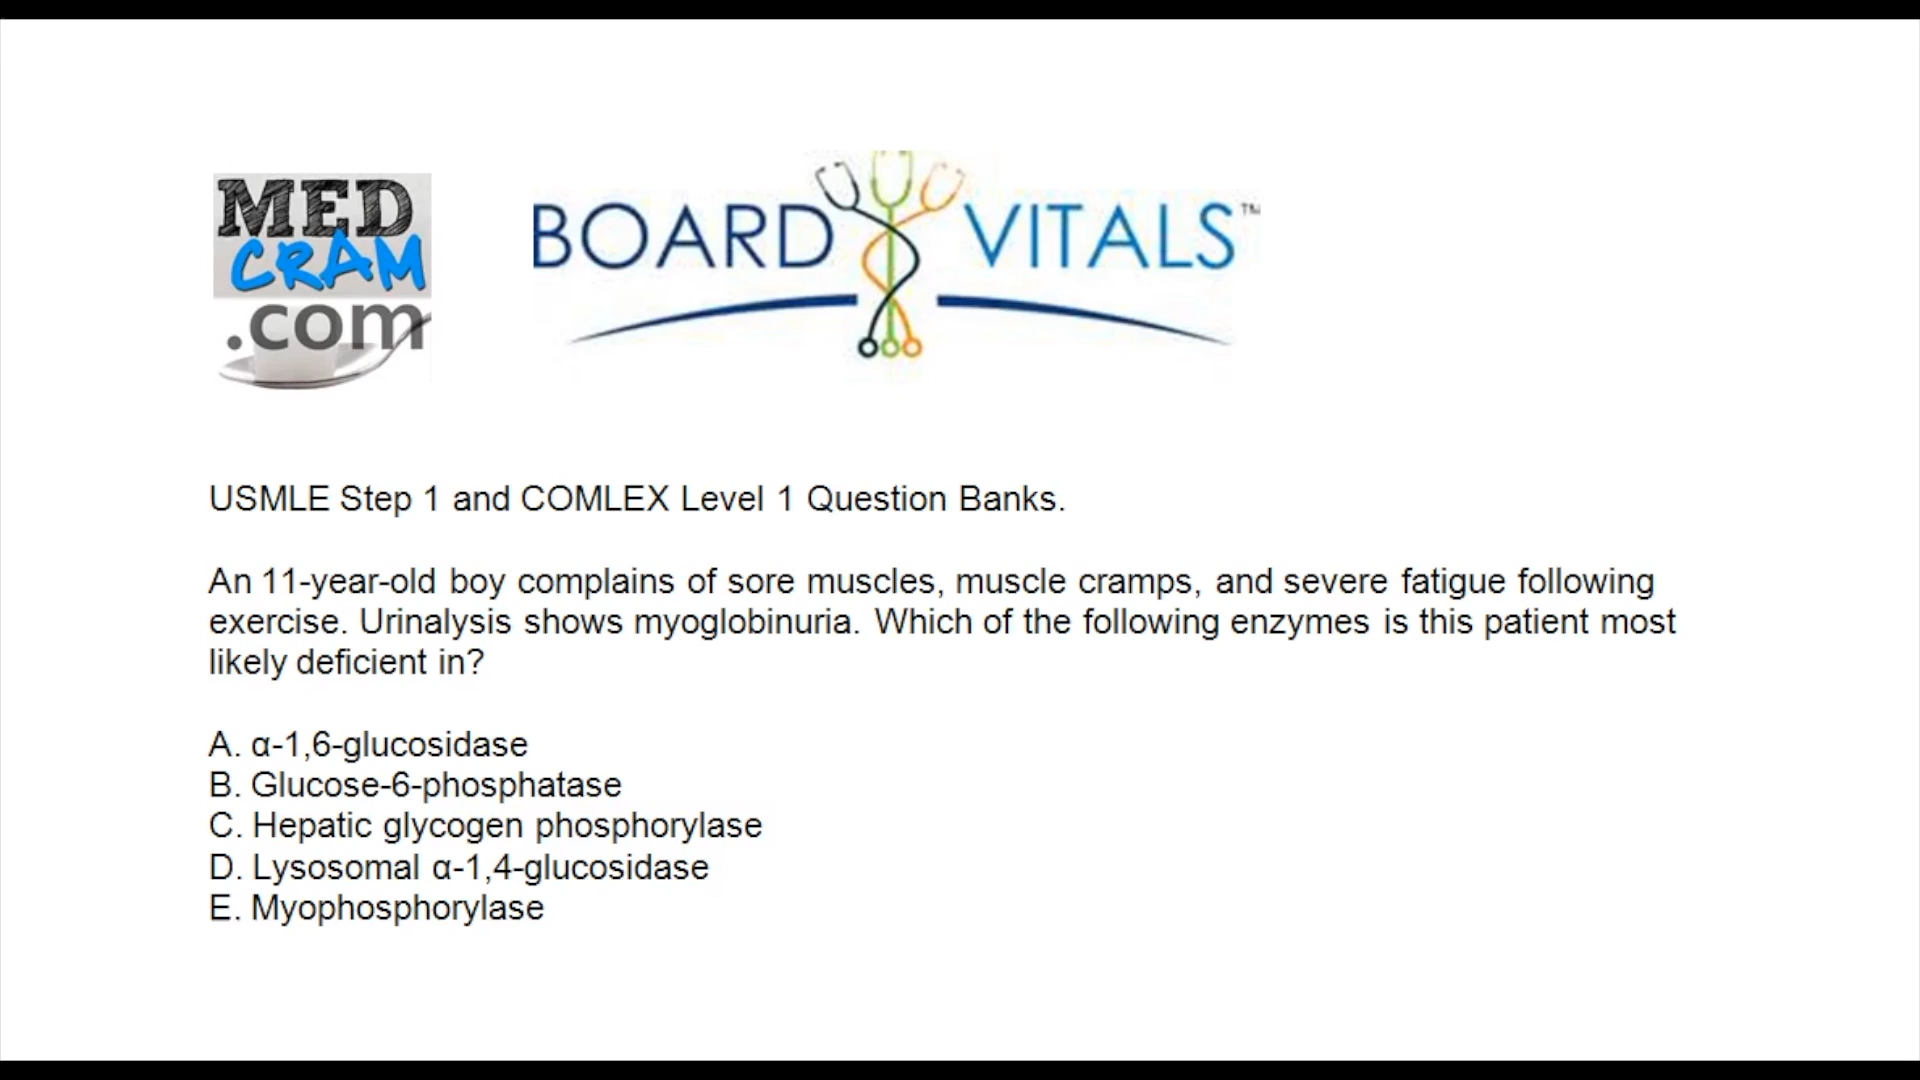 MED
CRAM
.com
BOARD VITALS™
USMLE Step 1 and COMLEX Level 1 Question Banks.
An 11-year-old boy complains of sore muscles, muscle cramps, and severe fatigue following
exercise. Urinalysis shows myoglobinuria. Which of the following enzymes is this patient most
likely deficient in?
A. α-1,6-glucosidase
B. Glucose-6-phosphatase
C. Hepatic glycogen phosphorylase
D. Lysosomal α-1,4-glucosidase
E. Myophosphorylase